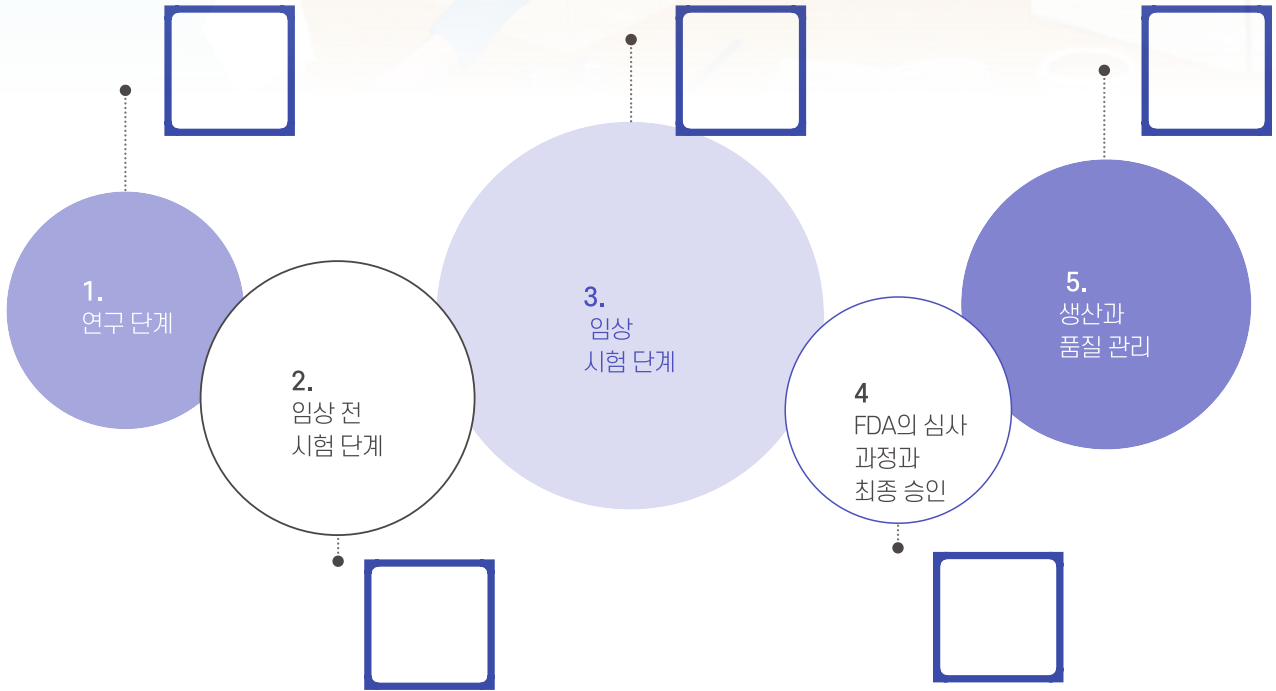 1.
연구 단계
2.
임상 전
시험 단계
3.
임상
시험 단계
4
FDA의 심사
과정과
최종 승인
5.
생산과
품질 관리